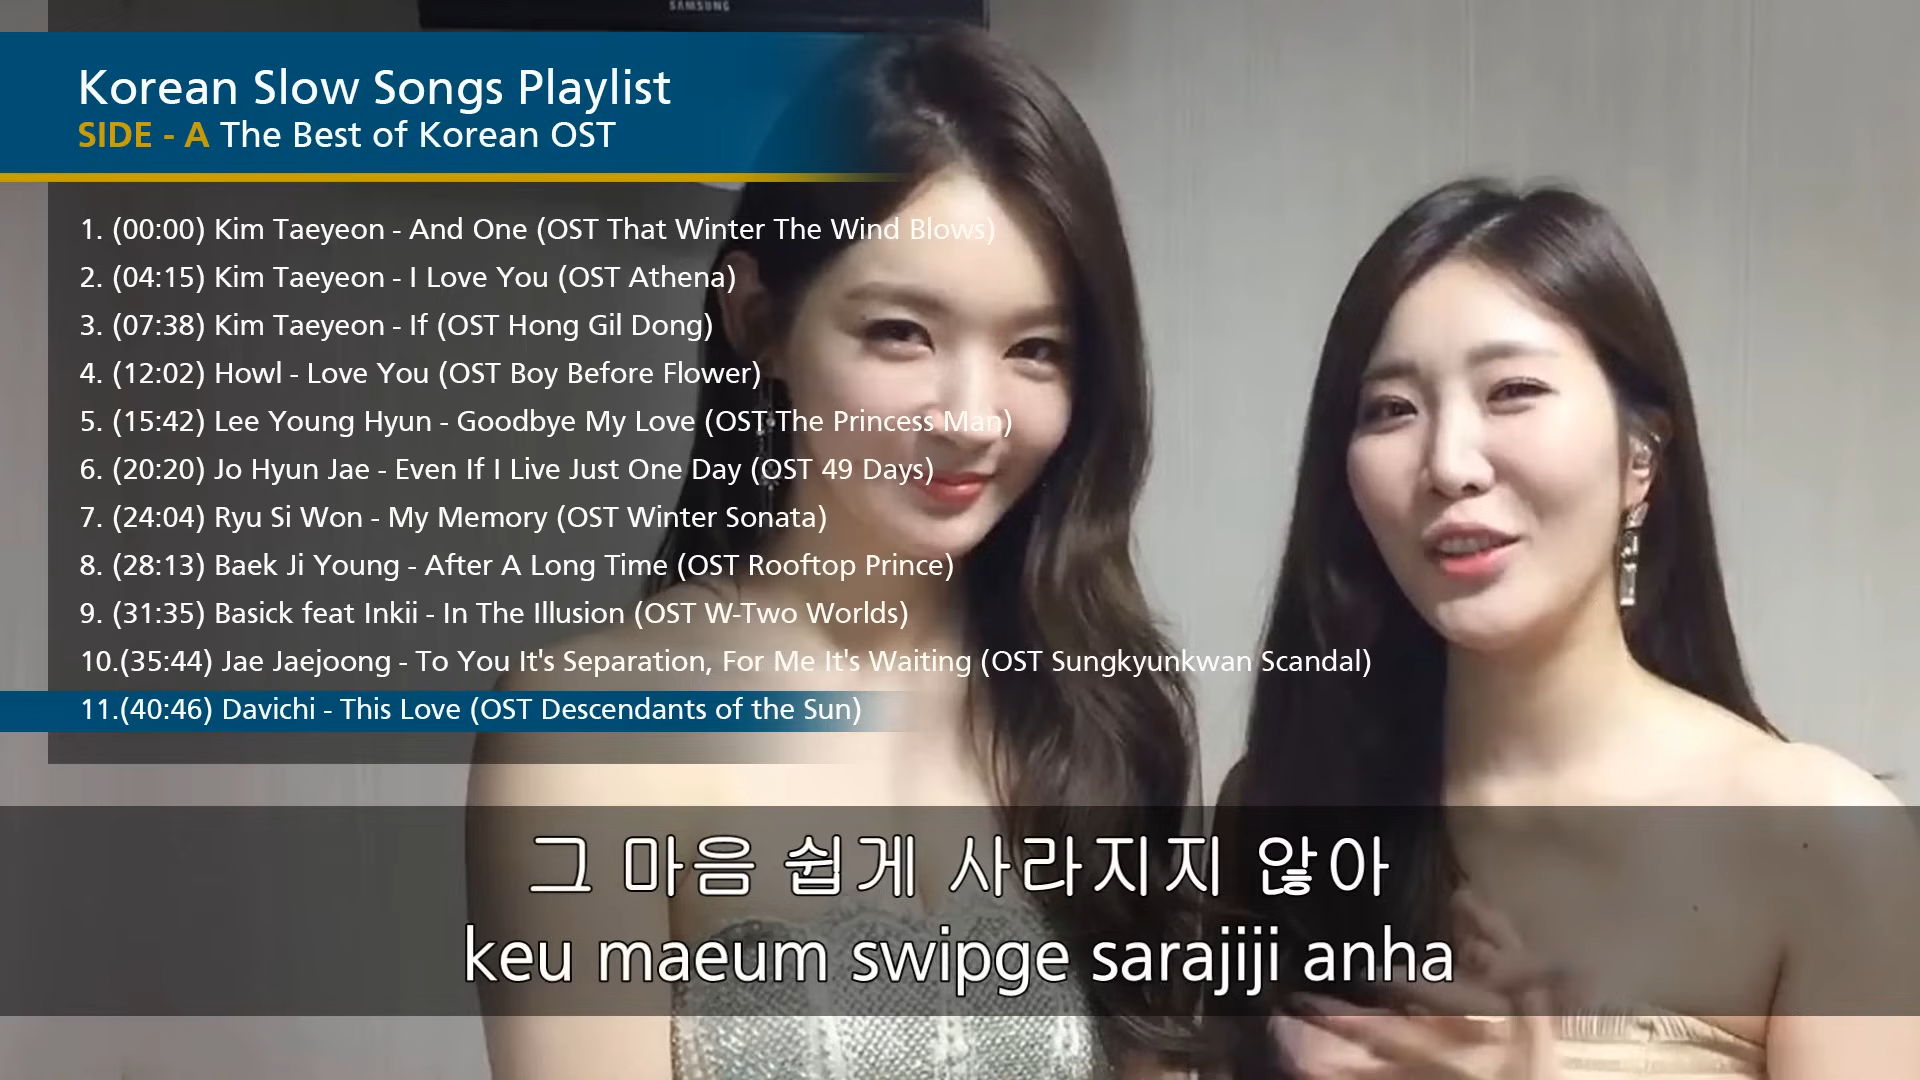 SAMSUNG
Korean Slow Songs Playlist
SIDE - A The Best of Korean OST
1. (00:00) Kim Taeyeon - And One (OST That Winter The Wind Blows)
2. (04:15) Kim Taeyeon - I Love You (OST Athena)
3. (07:38) Kim Taeyeon - If (OST Hong Gil Dong)
4. (12:02) Howl - Love You (OST Boy Before Flower)
5. (15:42) Lee Young Hyun - Goodbye My Love (OST The Princess Man)
6. (20:20) Jo Hyun Jae - Even If I Live Just One Day (OST 49 Days)
7. (24:04) Ryu Si Won - My Memory (OST Winter Sonata)
8. (28:13) Baek Ji Young - After A Long Time (OST Rooftop Prince)
9. (31:35) Basick feat Inkii - In The Illusion (OST W-Two Worlds)
10.(35:44) Jae Jaejoong - To You It's Separation, For Me It's Waiting (OST Sungkyunkwan Scandal)
11.(40:46) Davichi - This Love (OST Descendants of the Sun)
그 마음 쉽게 사라지지 않아
keu maeum swipge sarajiji anha